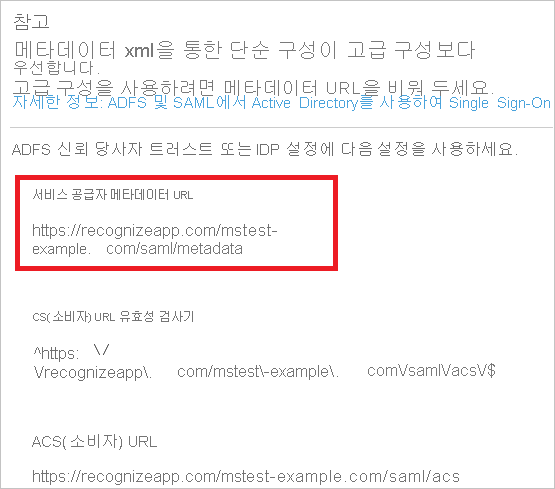 참고
메타데이터 xml을 통한 단순 구성이 고급 구성보다
우선합니다.
고급 구성을 사용하려면 메타데이터 URL을 비워 두세요.
자세한 정보: ADFS 및 SAML에서 Active Directory를 사용하여 Single Sign-On
ADFS 신뢰 당사자 트러스트 또는 IDP 설정에 다음 설정을 사용하세요.
서비스 공급자 메타데이터 URL
https://recognizeapp.com/mstest-
example. com/saml/metadata
CS(소비자) URL 유효성 검사기
^https: \/
\/recognizeapp\. com/mstest\-example\. com\/saml\/acs\/$
ACS(소비자) URL
https://recognizeapp.com/mstest-example.com/saml/acs